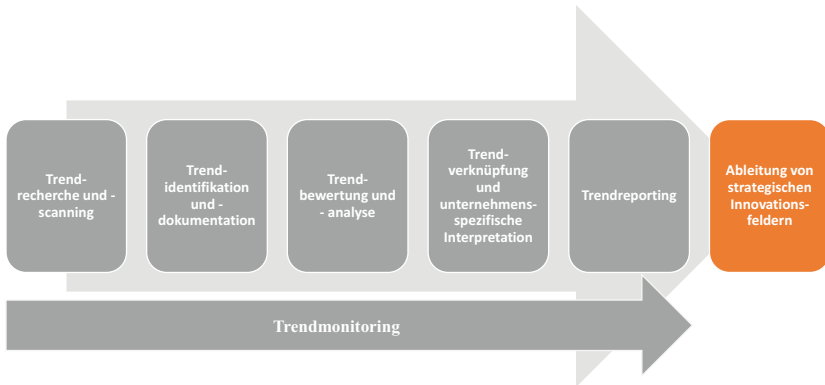 Trend-
recherche und -
scanning
Trend-
identifikation
und -
dokumentation
Trend-
bewertung und
- analyse
Trend-
verknüpfung
und
unternehmens-
spezifische
Interpretation
Trendreporting
Ableitung von
strategischen
Innovations-
feldern
Trendmonitoring